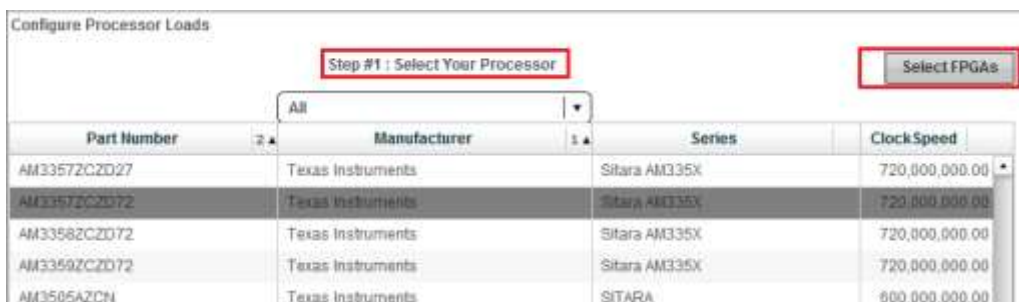 Configure Processor Loads
Step #1 : Select Your Processor
Select FPGAs
All
Part Number 2 Manufacturer 1 Series ClockSpeed
AM3357ZCZD27 Texas Instruments Sitara AM335X 720,000,000.00
AM3357ZCZD72 Texas Instruments Sitara AM335X 720,000,000.00
AM3358ZCZD72 Texas Instruments Sitara AM335X 720,000,000.00
AM3359ZCZD72 Texas Instruments Sitara AM335X 720,000,000.00
AM3505AZCN Texas Instruments SITARA 600,000,000.00